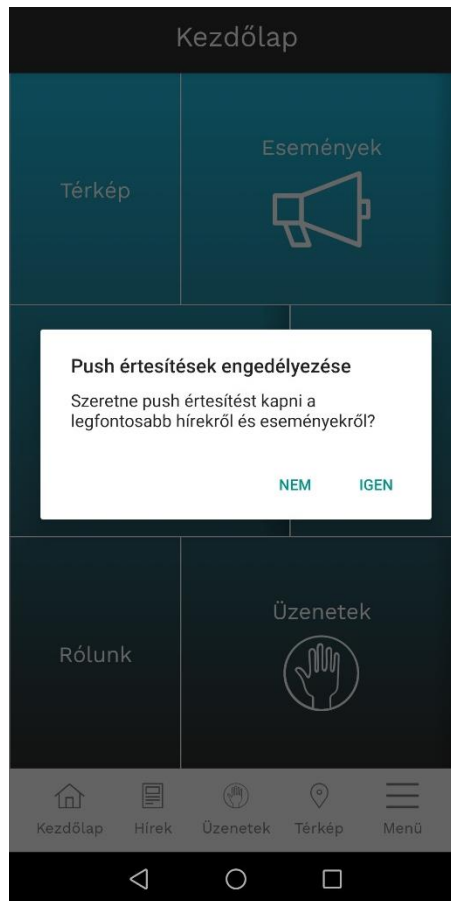 Kezdőlap
Események
Térkép
Push értesítések engedélyezése
Szeretne push értesítést kapni a
legfontosabb hírekről és eseményekről?
NEM IGEN
Üzenetek
Rólunk
Kezdőlap Hírek Üzenetek Térkép Menü